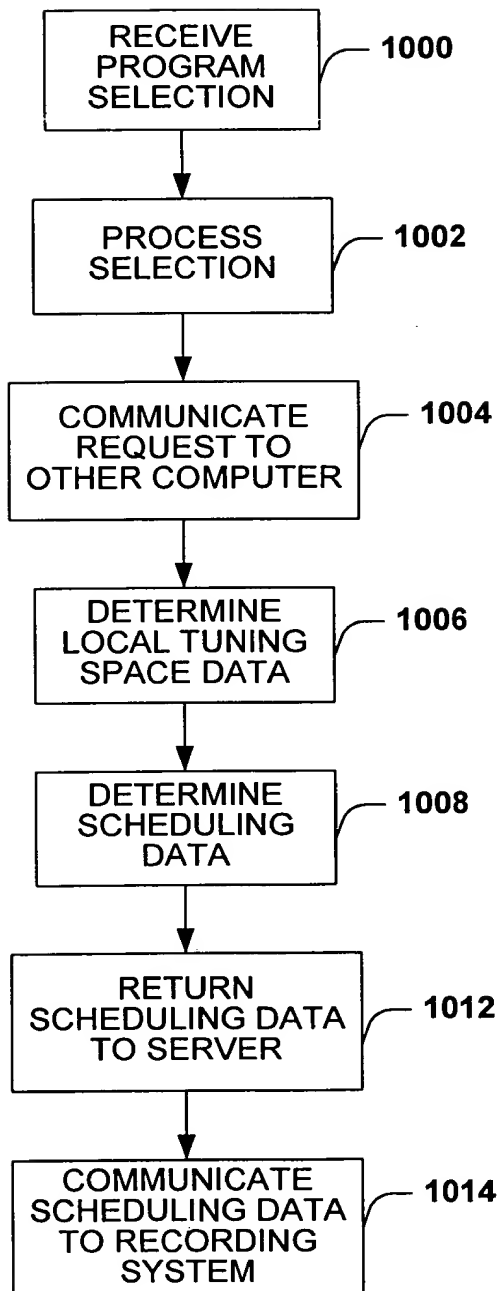 RECEIVE
PROGRAM
SELECTION
1000
PROCESS
SELECTION
1002
COMMUNICATE
REQUEST TO
OTHER COMPUTER
1004
DETERMINE
LOCAL TUNING
SPACE DATA
1006
DETERMINE
SCHEDULING
DATA
1008
RETURN
SCHEDULING DATA
TO SERVER
1012
COMMUNICATE
SCHEDULING DATA
TO RECORDING
SYSTEM
1014